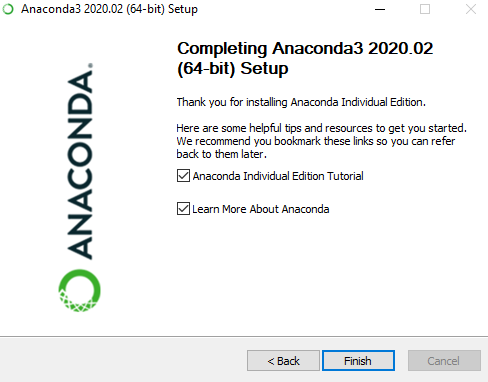 Anaconda3 2020.02 (64-bit) Setup
ANACONDA.
Completing Anaconda3 2020.02
(64-bit) Setup
Thank you for installing Anaconda Individual Edition.
Here are some helpful tips and resources to get you started.
We recommend you bookmark these links so you can refer
back to them later.
Anaconda Individual Edition Tutorial
Learn More About Anaconda
< Back
Finish
Cancel